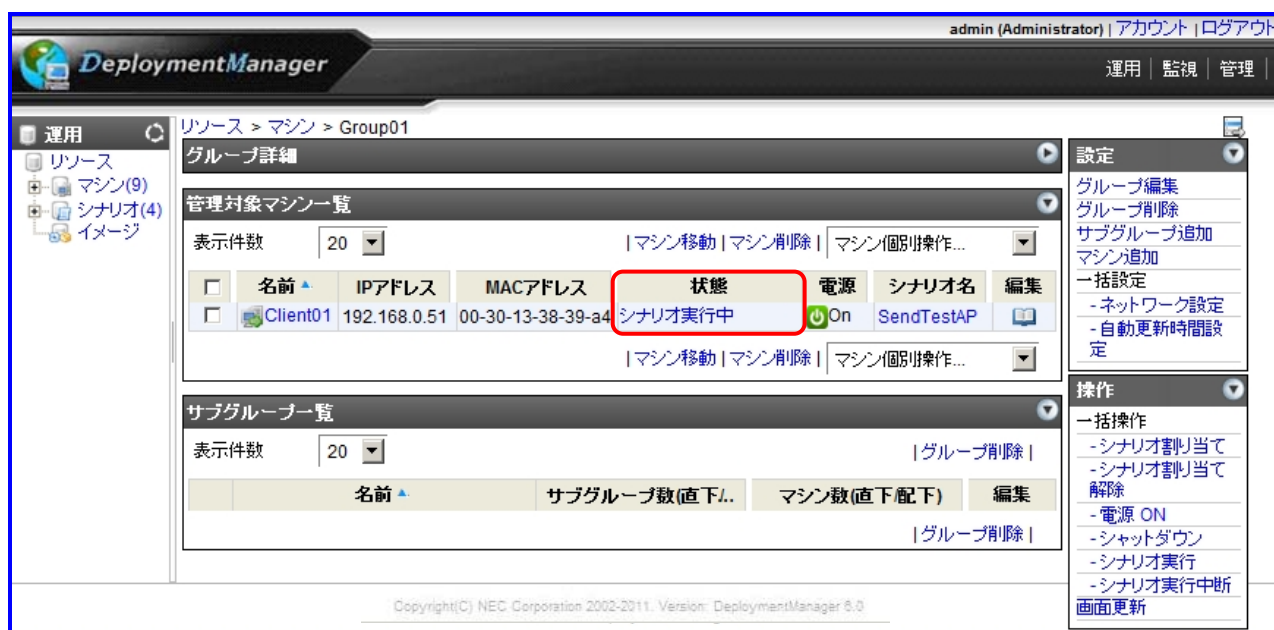 admin (Administrator) | アカウント | ログアウト
DeploymentManager
運用 | 監視 | 管理 |
運用
リソース
マシン(9)
シナリオ(4)
イメージ
リソース > マシン > Group01
グループ詳細
管理対象マシン一覧
表示件数 20 | マシン移動 | マシン削除 | マシン個別操作...
名前 IPアドレス MACアドレス 状態 電源 シナリオ名 編集
Client01 192.168.0.51 00-30-13-38-39-a4 シナリオ実行中 On SendTestAP
| マシン移動 | マシン削除 | マシン個別操作...
サブグループ一覧
表示件数 20 | グループ削除 |
名前 サブグループ数(直下/.. マシン数(直下/配下) 編集
| グループ削除 |
設定
グループ編集
グループ削除
サブグループ追加
マシン追加
一括設定
- ネットワーク設定
- 自動更新時間設
定
操作
一括操作
- シナリオ割り当て
- シナリオ割り当て
解除
- 電源 ON
- シャットダウン
- シナリオ実行
- シナリオ実行中断
画面更新
Copyright(C) NEC Corporation 2002-2011. Version: DeploymentManager 6.0